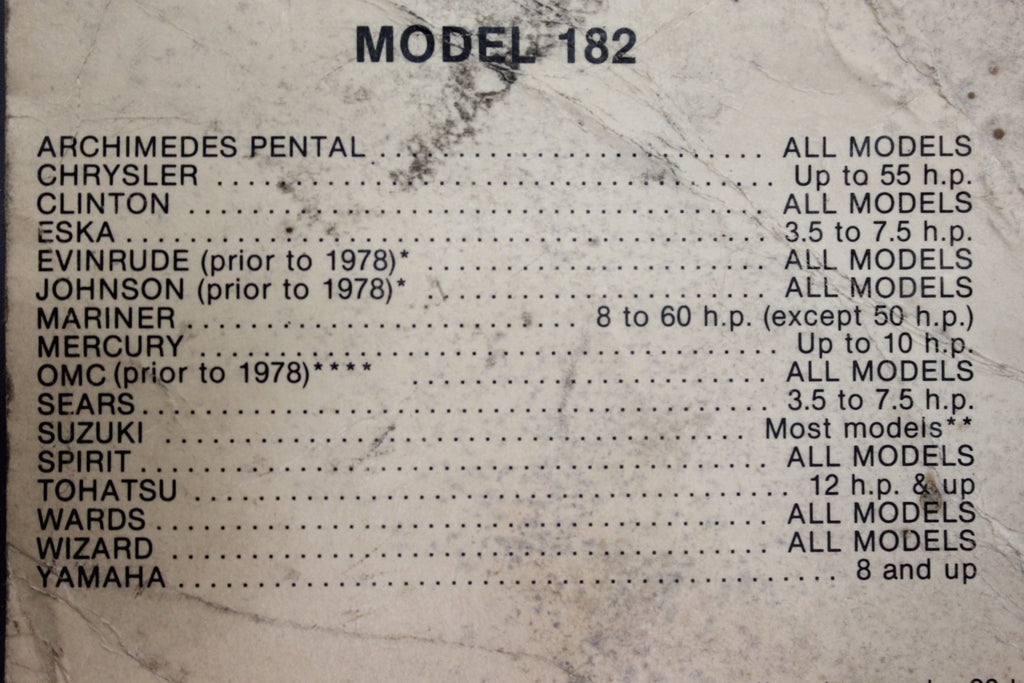 MODEL 182
ARCHIMEDES PENTAL .............................. ALL MODELS
CHRYSLER .............................. Up to 55 h.p.
CLINTON .............................. ALL MODELS
ESKA .............................. 3.5 to 7.5 h.p.
EVINRUDE (prior to 1978)* .............................. ALL MODELS
JOHNSON (prior to 1978)* .............................. ALL MODELS
MARINER .............................. 8 to 60 h.p. (except 50 h.p.)
MERCURY .............................. Up to 10 h.p.
OMC (prior to 1978)**** .............................. ALL MODELS
SEARS .............................. 3.5 to 7.5 h.p.
SUZUKI .............................. Most models**
SPIRIT .............................. ALL MODELS
TOHATSU .............................. 12 h.p. & up
WARDS .............................. ALL MODELS
WIZARD .............................. ALL MODELS
YAMAHA .............................. 8 and up